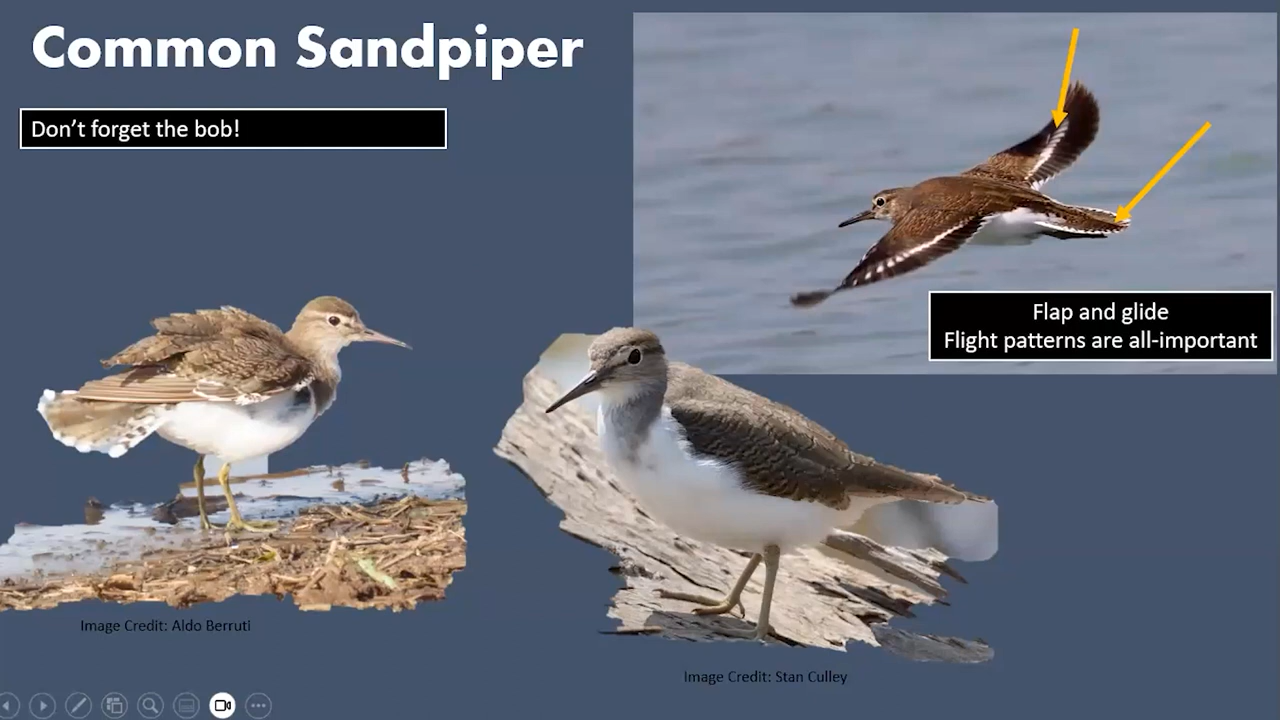 Common Sandpiper
Don't forget the bob!
Flap and glide
Flight patterns are all-important
Image Credit: Aldo Berruti
Image Credit: Stan Culley